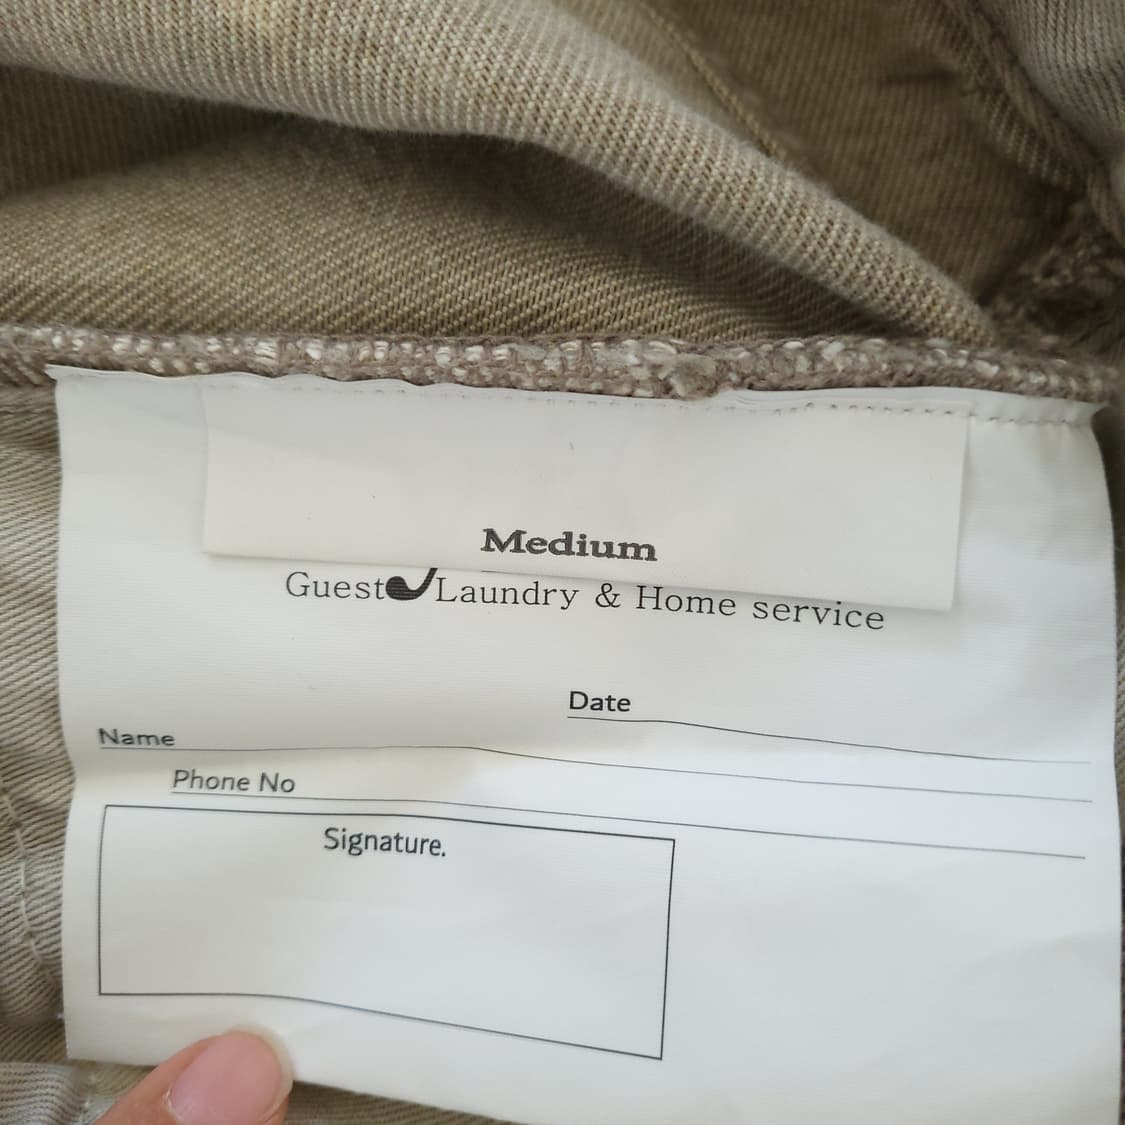 Medium
Guest Laundry & Home service
Date
Name
Phone No
Signature.